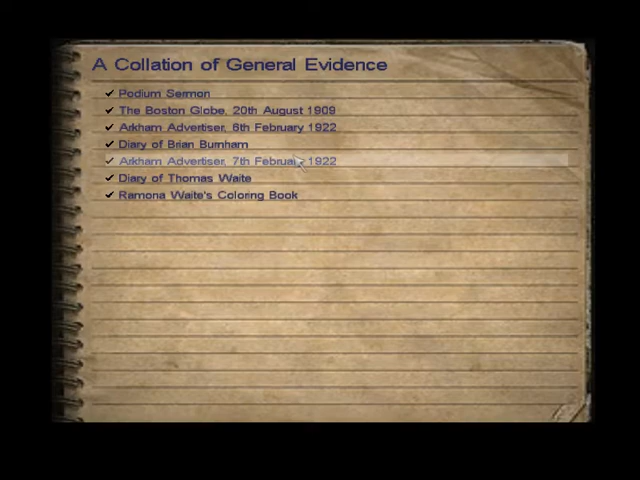 A Collation of General Evidence
Podium Sermon
The Boston Globe, 20th August 1909
Arkham Advertiser, 6th February 1922
Diary of Brian Burnham
Arkham Advertiser, 7th February 1922
Diary of Thomas Waite
Ramona Waite's Coloring Book